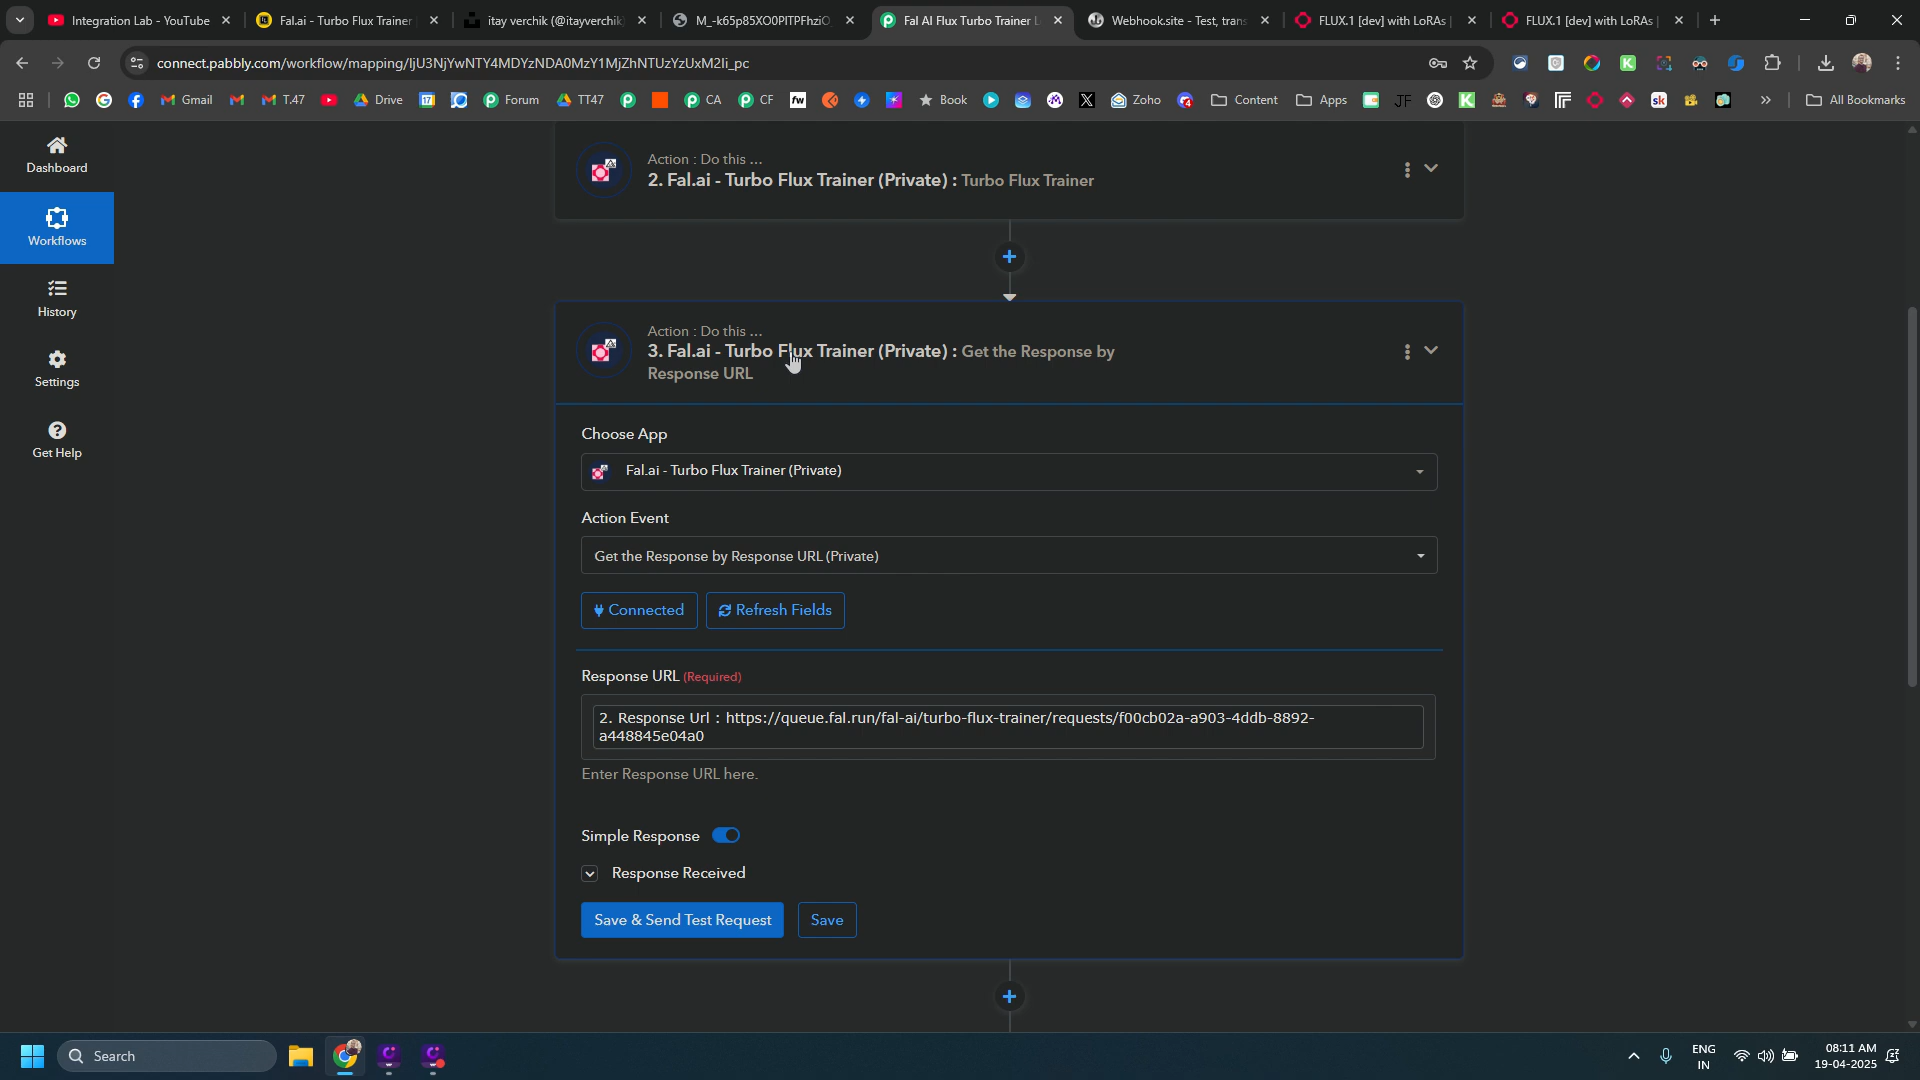 Integration Lab - YouTube
Fal.ai - Turbo Flux Trainer
itay verchik (@itayverchik
M_-k65p85XO0PITPFhziO
Fal AI Flux Turbo Trainer L
Webhook.site - Test, trans
FLUX.1 [dev] with LoRAs
FLUX.1 [dev] with LoRAs
connect.pabbly.com/workflow/mapping/IjU3NjYwNTY4MDYzNDA0MzY1MjZhNTUzYzUxM2Ii_pc
Gmail
T.47
Drive
Forum
TT47
CA
CF
Book
Zoho
Content
Apps
All Bookmarks
Dashboard
Workflows
History
Settings
Get Help
Action : Do this ...
2. Fal.ai - Turbo Flux Trainer (Private) : Turbo Flux Trainer
Action : Do this ...
3. Fal.ai - Turbo Flux Trainer (Private) : Get the Response by
Response URL
Choose App
Fal.ai - Turbo Flux Trainer (Private)
Action Event
Get the Response by Response URL (Private)
Connected
Refresh Fields
Response URL (Required)
2. Response Url : https://queue.fal.run/fal-ai/turbo-flux-trainer/requests/f00cb02a-a903-4ddb-8892-
a448845e04a0
Enter Response URL here.
Simple Response
Response Received
Save & Send Test Request
Save
Search
ENG
IN
08:11 AM
19-04-2025